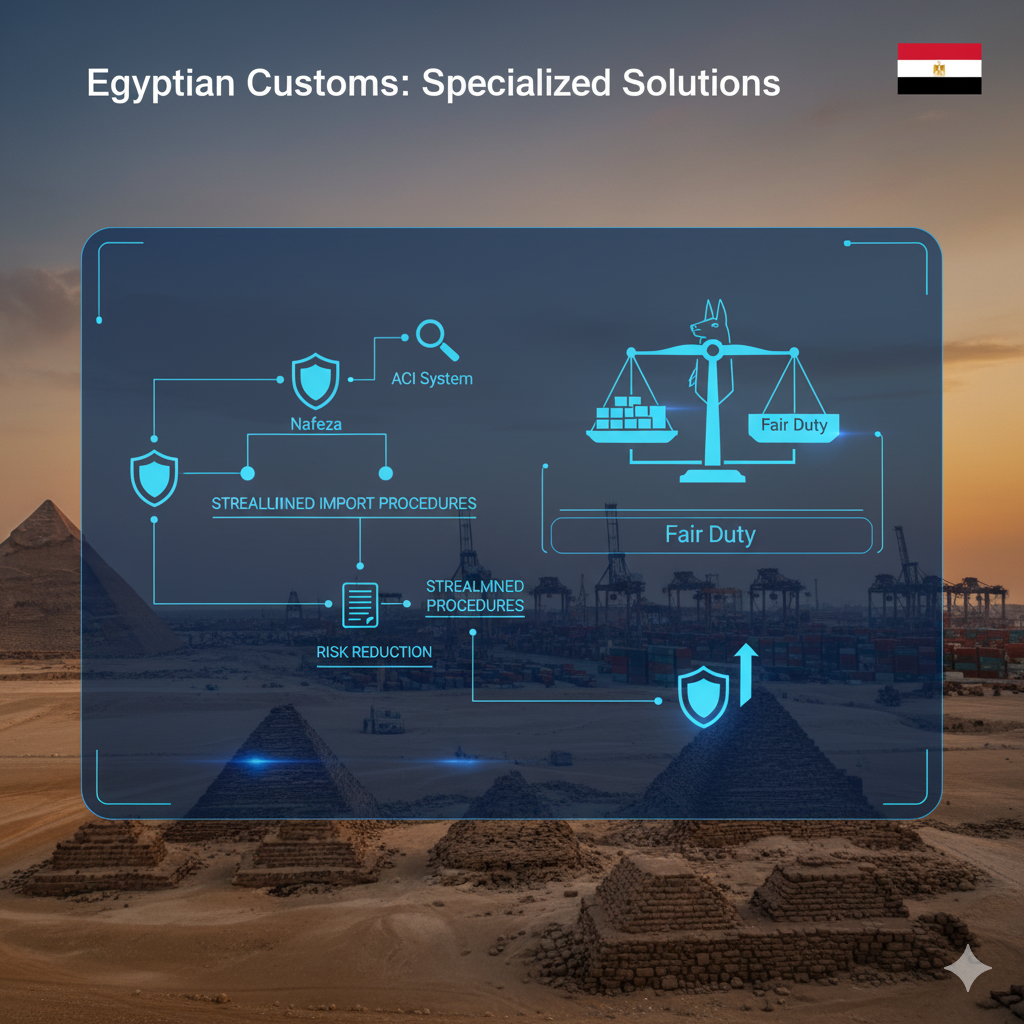 Egyptian Customs: Specialized Solutions
ACI System
Nafeza
STREALLIINED IMPORT PROCEDURES
STREALMNED
PROCEDURES
RISK REDUCTION
Fair Duty
Fair Duty